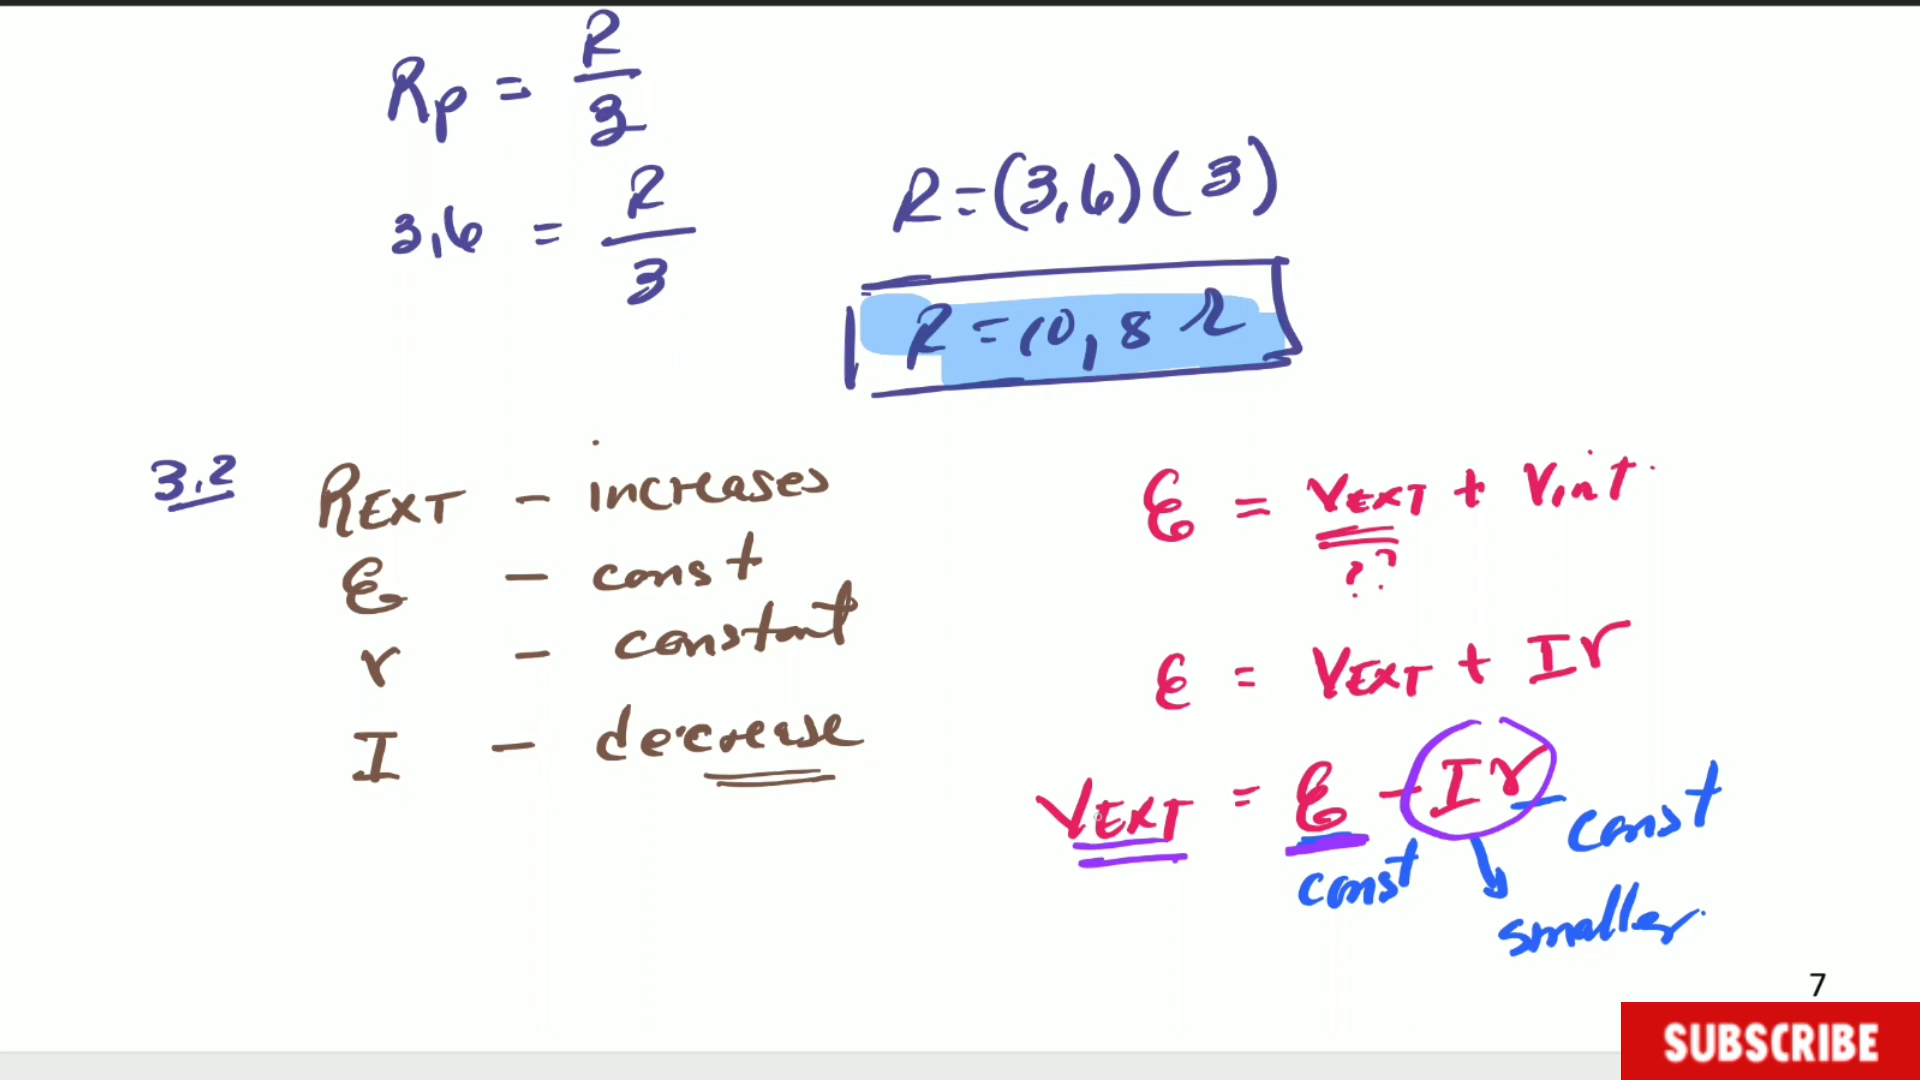 Rp = R/3
3,6 = R/3
R = (3,6)(3)
R = 10,8 Ω
3.2
REXT - increases
ε - const
r - constant
I - decrease
ε = VEXT + Vint
??
ε = VEXT + Ir
VEXT = ε - Ir - const
const
smaller
7
SUBSCRIBE